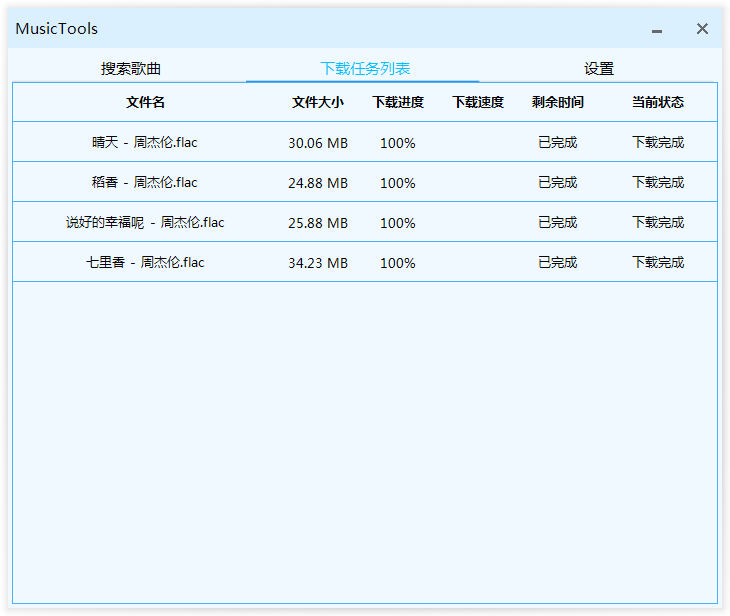 MusicTools
搜索歌曲 下载任务列表 设置
文件名 文件大小 下载进度 下载速度 剩余时间 当前状态
晴天 - 周杰伦.flac 30.06 MB 100% 已完成 下载完成
稻香 - 周杰伦.flac 24.88 MB 100% 已完成 下载完成
说好的幸福呢 - 周杰伦.flac 25.88 MB 100% 已完成 下载完成
七里香 - 周杰伦.flac 34.23 MB 100% 已完成 下载完成